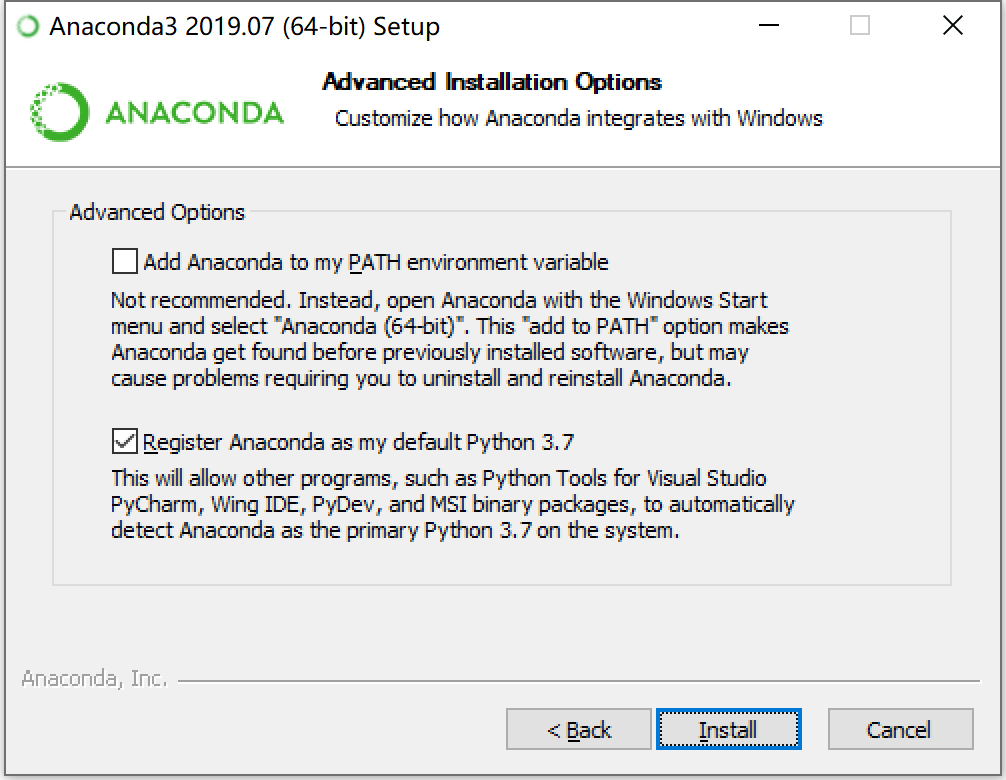 Anaconda3 2019.07 (64-bit) Setup
ANACONDA
Advanced Installation Options
Customize how Anaconda integrates with Windows
Advanced Options
Add Anaconda to my PATH environment variable
Not recommended. Instead, open Anaconda with the Windows Start
menu and select "Anaconda (64-bit)". This "add to PATH" option makes
Anaconda get found before previously installed software, but may
cause problems requiring you to uninstall and reinstall Anaconda.
Register Anaconda as my default Python 3.7
This will allow other programs, such as Python Tools for Visual Studio
PyCharm, Wing IDE, PyDev, and MSI binary packages, to automatically
detect Anaconda as the primary Python 3.7 on the system.
Anaconda, Inc.
< Back
Install
Cancel